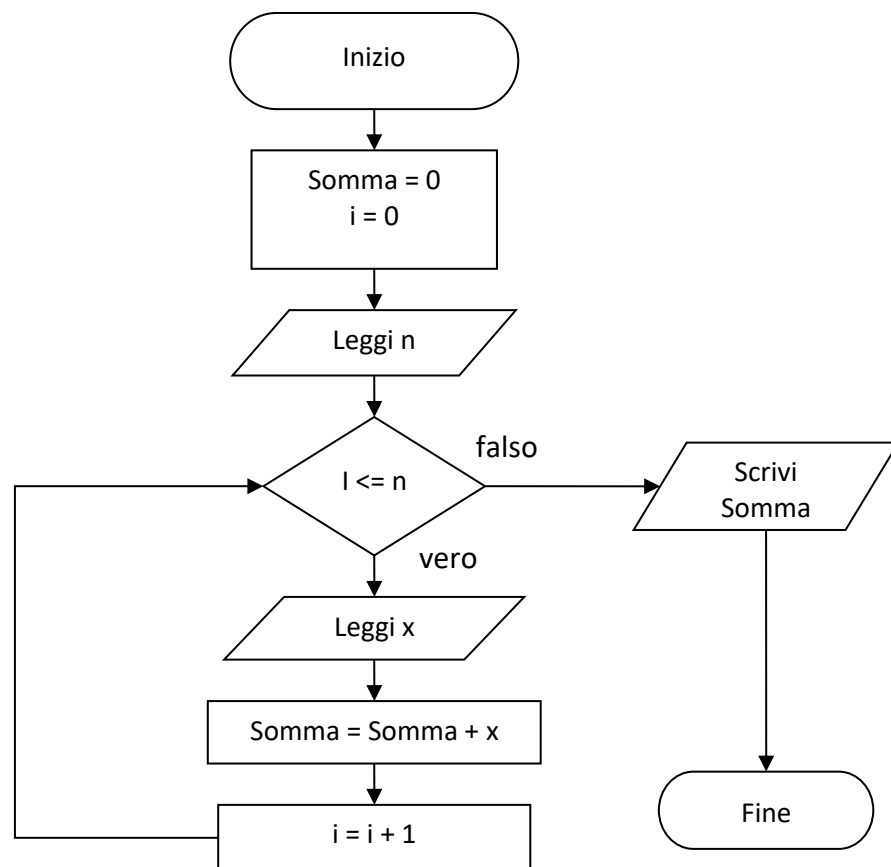 Inizio
Somma = 0
i = 0
Leggi n
falso
I <= n
Scrivi
Somma
vero
Leggi x
Somma = Somma + x
i = i + 1
Fine